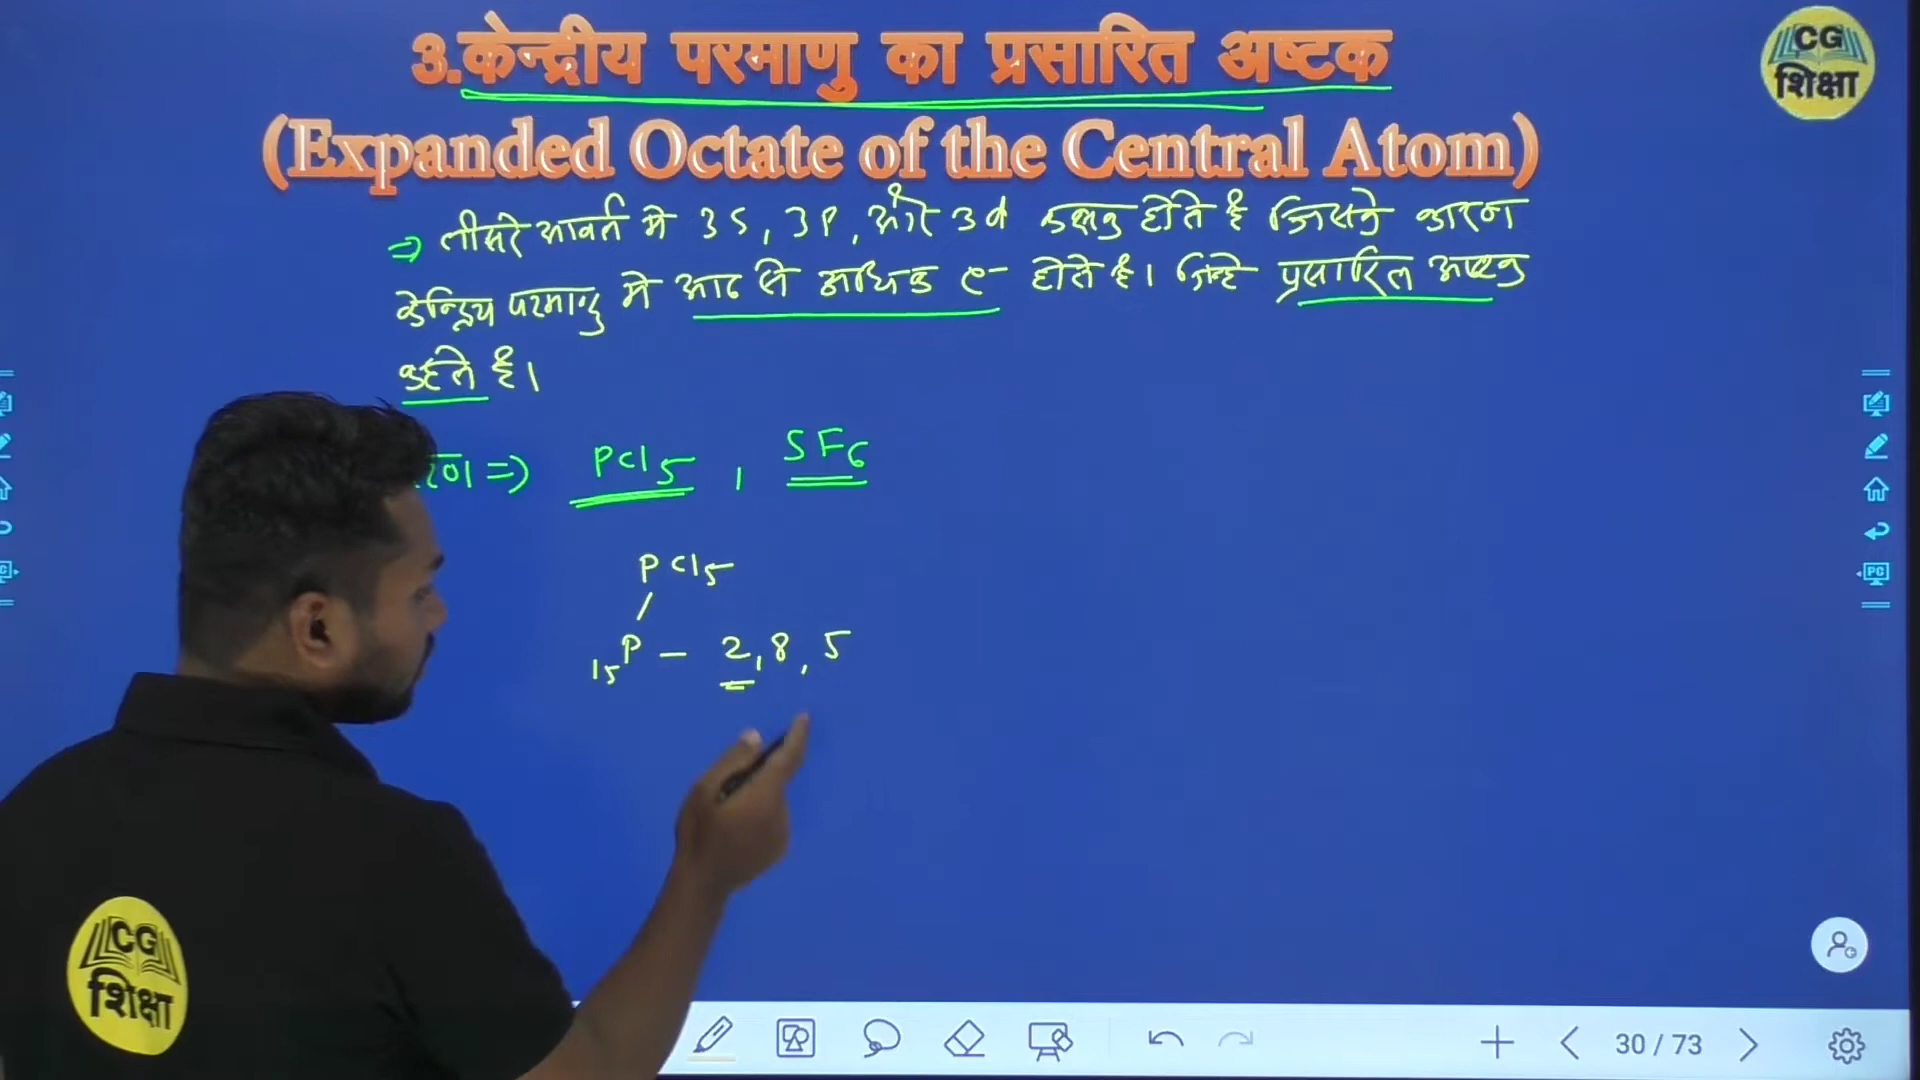 3.केन्द्रीय परमाणु का प्रसारित अष्टक
(Expanded Octate of the Central Atom)
CG
शिक्षा
=> तीसरे आवर्त में 3s, 3P, और 3d कक्षक होते हैं जिसके कारण
केन्द्रिय परमाणु में आठ से अधिक e- होते है। जिन्हे प्रसारित अष्टक
कहते है।
रण => PCl5 , SF6
PCl5
15P - 2,8,5
CG
शिक्षा
PC
30 / 73